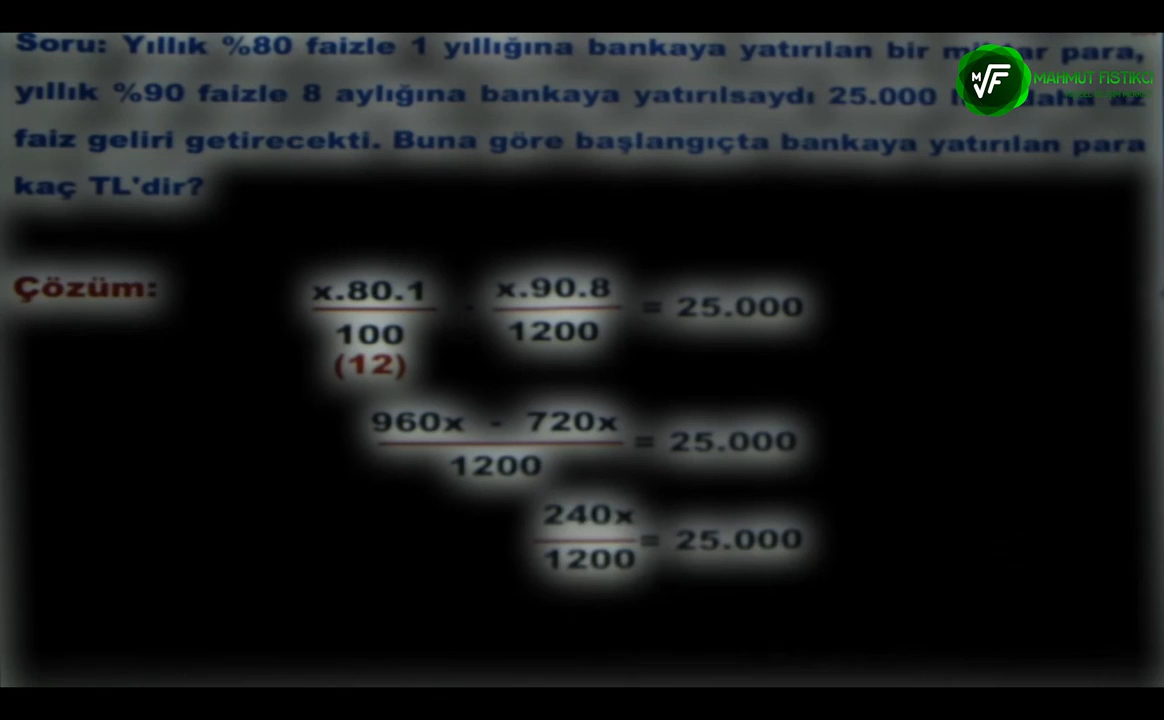 Soru: Yıllık %80 faizle 1 yıllığına bankaya yatırılan bir para,
MAHMUT FISTIKCI
yıllık %90 faizle 8 aylığına bankaya yatırılsaydı 25.000 daha az
faiz geliri getirecekti. Buna göre başlangıçta bankaya yatırılan para
kaç TL'dir?
Çözüm:
x.80.1 / 100 - x.90.8 / 1200 = 25.000
(12)
960x - 720x / 1200 = 25.000
240x / 1200 = 25.000